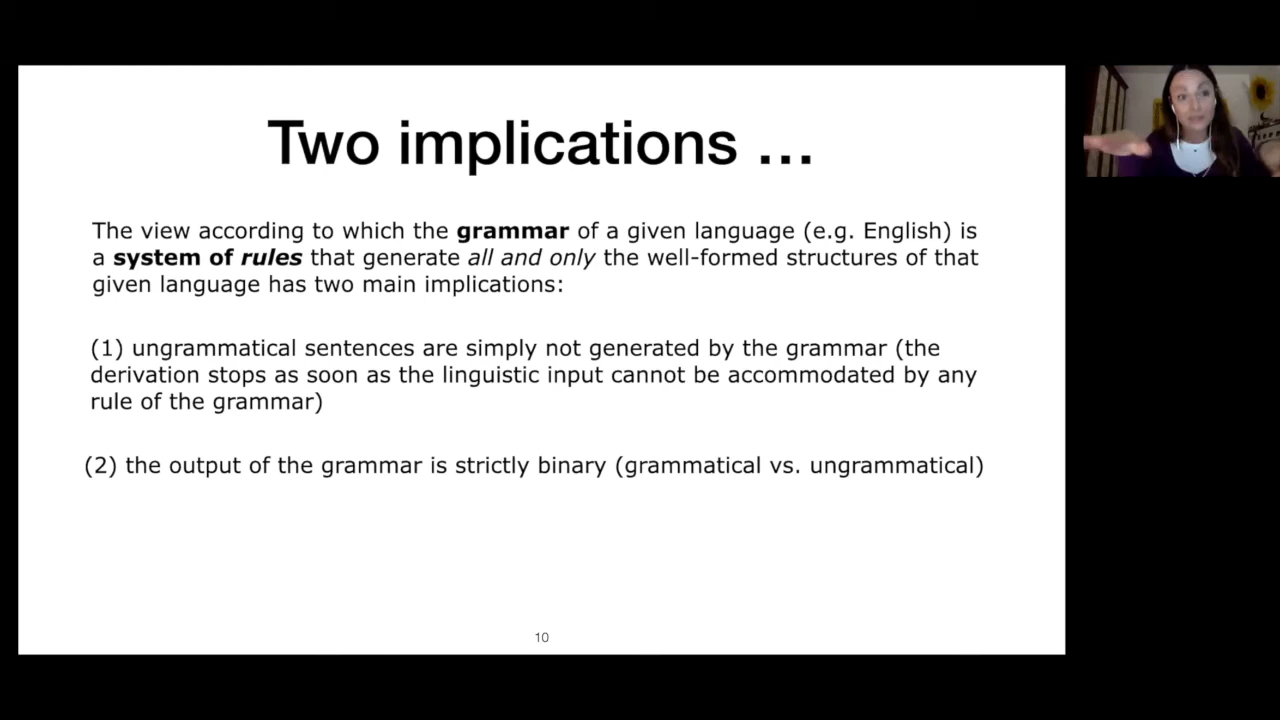 Two implications ...
The view according to which the grammar of a given language (e.g. English) is
a system of rules that generate all and only the well-formed structures of that
given language has two main implications:
(1) ungrammatical sentences are simply not generated by the grammar (the
derivation stops as soon as the linguistic input cannot be accommodated by any
rule of the grammar)
(2) the output of the grammar is strictly binary (grammatical vs. ungrammatical)
10